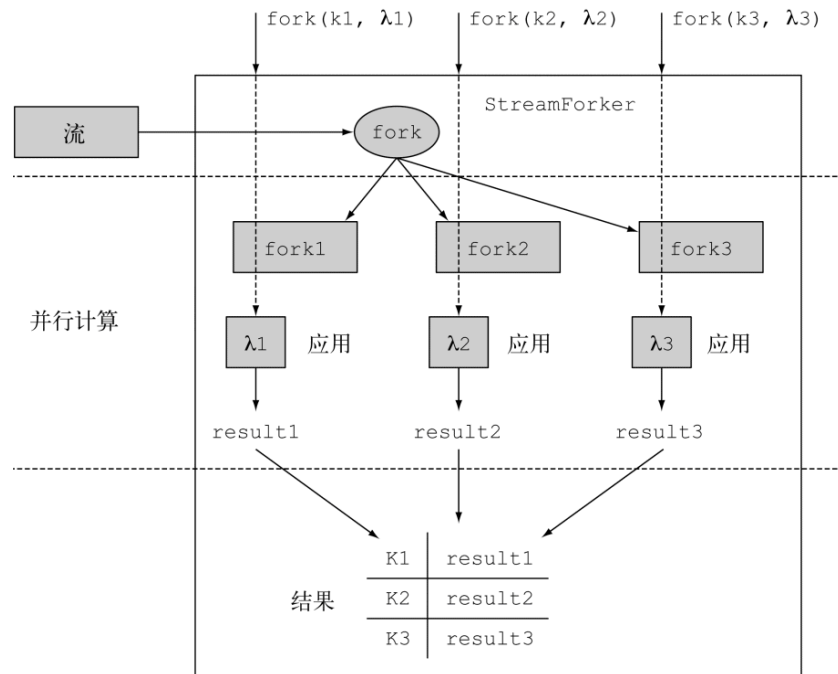 fork(k1, λ1) fork(k2, λ2) fork(k3, λ3)
StreamForker
流 fork
fork1 fork2 fork3
并行计算
λ1 应用 λ2 应用 λ3 应用
result1 result2 result3
K1 result1
结果 K2 result2
K3 result3